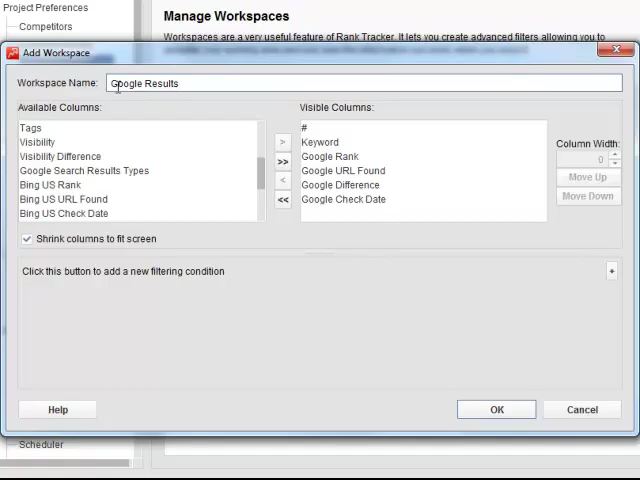 Project Preferences
Competitors
Manage Workspaces
Workspaces are a very useful feature of Rank Tracker. It lets you create advanced filters allowing you to
Add Workspace
Workspace Name: Google Results
Available Columns:
Visible Columns:
Tags
Visibility
Visibility Difference
Google Search Results Types
Bing US Rank
Bing US URL Found
Bing US Check Date
>
>>
<
<<
#
Keyword
Google Rank
Google URL Found
Google Difference
Google Check Date
Column Width:
0
Move Up
Move Down
Shrink columns to fit screen
Click this button to add a new filtering condition
+
Help
OK
Cancel
Scheduler